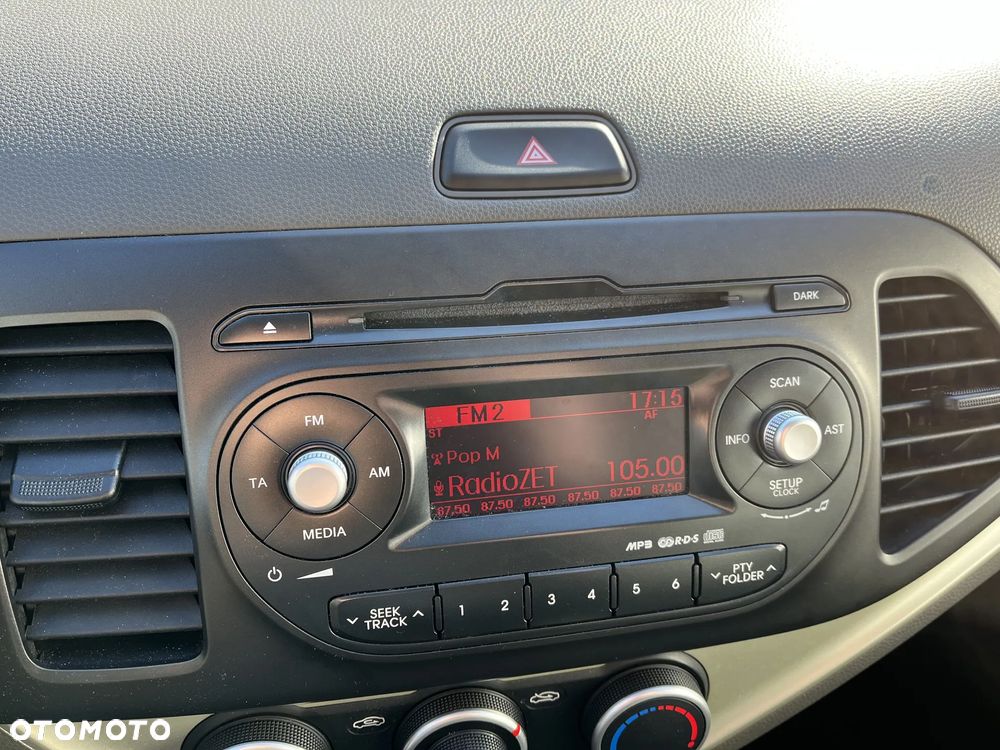 DARK
FM
TA
AM
MEDIA
FM2
17:15
ST
AF
Pop M
RadioZET 105.00
87.50 87.50 87.50 87.50 87.50 87.50
SCAN
INFO
AST
SETUP
CLOCK
MP3 RDS
SEEK
TRACK
1 2 3 4 5 6
PTY
FOLDER
OTOMOTO